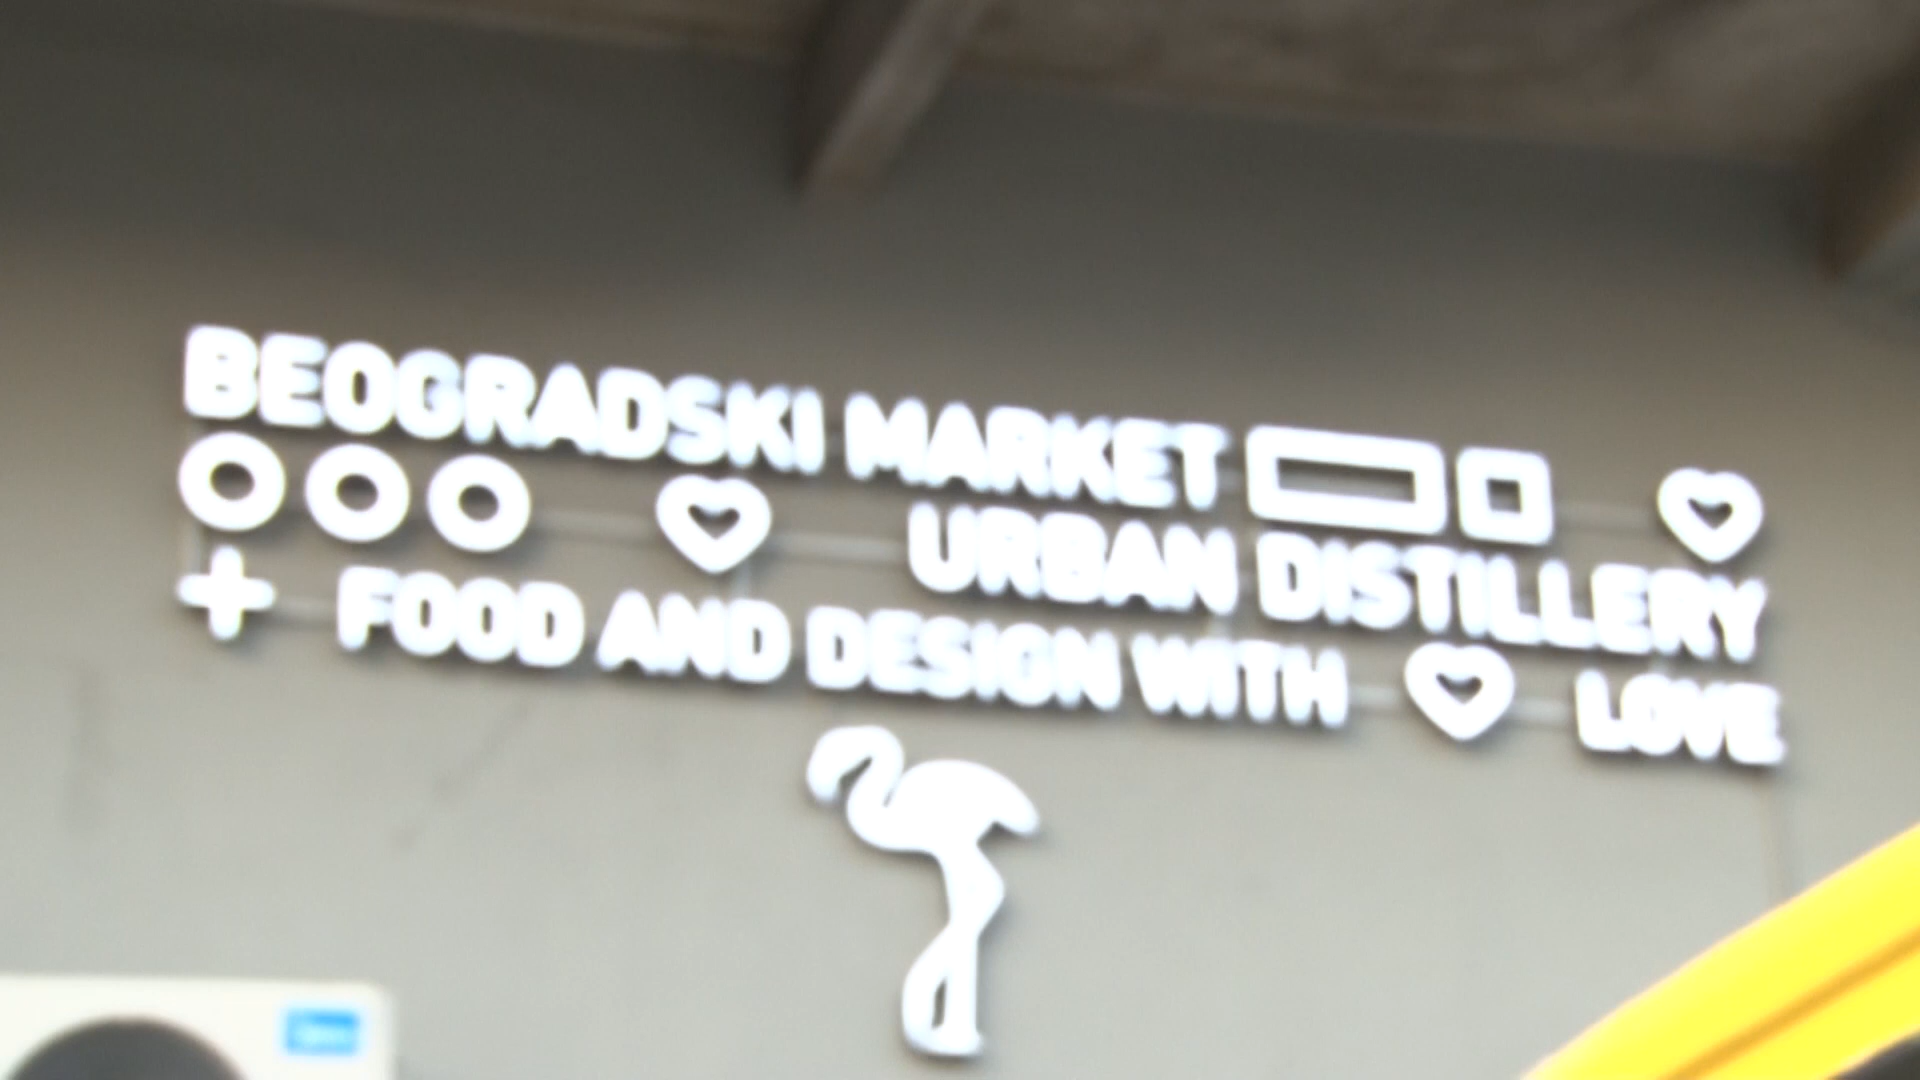 BEOGRADSKI MARKET
URBAN DISTILLERY
+ FOOD AND DESIGN WITH LOVE